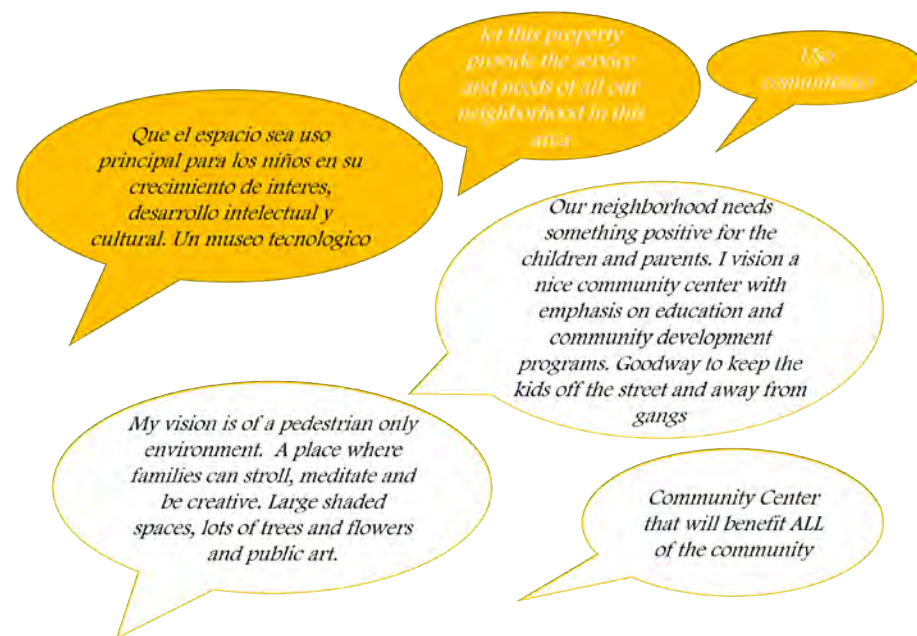 let this property
provide the service
and needs of all our
neighborhood in this
area
Uso
comunitario
Que el espacio sea uso
principal para los niños en su
crecimiento de interes,
desarrollo intelectual y
cultural. Un museo tecnologico
Our neighborhood needs
something positive for the
children and parents. I vision a
nice community center with
emphasis on education and
community development
programs. Goodway to keep the
kids off the street and away from
gangs
My vision is of a pedestrian only
environment. A place where
families can stroll, meditate and
be creative. Large shaded
spaces, lots of trees and flowers
and public art.
Community Center
that will benefit ALL
of the community